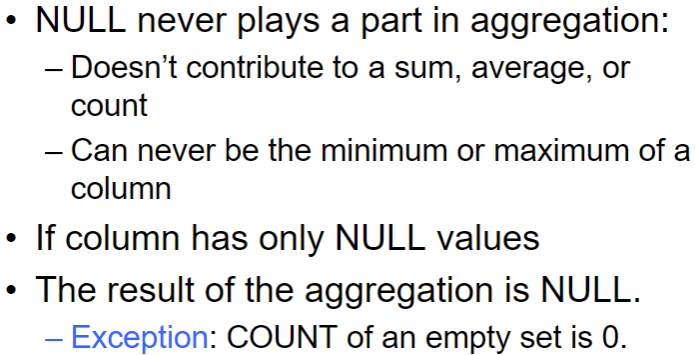 • NULL never plays a part in aggregation:
– Doesn’t contribute to a sum, average, or
count
– Can never be the minimum or maximum of a
column
• If column has only NULL values
• The result of the aggregation is NULL.
– Exception: COUNT of an empty set is 0.